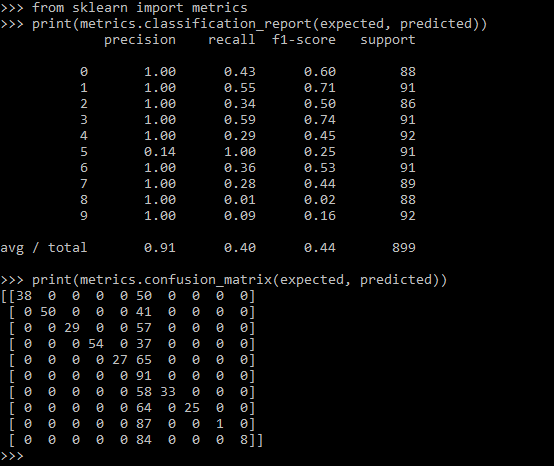 >>> from sklearn import metrics
>>> print(metrics.classification_report(expected, predicted))
             precision    recall  f1-score   support

          0       1.00      0.43      0.60        88
          1       1.00      0.55      0.71        91
          2       1.00      0.34      0.50        86
          3       1.00      0.59      0.74        91
          4       1.00      0.29      0.45        92
          5       0.14      1.00      0.25        91
          6       1.00      0.36      0.53        91
          7       1.00      0.28      0.44        89
          8       1.00      0.01      0.02        88
          9       1.00      0.09      0.16        92

avg / total       0.91      0.40      0.44       899

>>> print(metrics.confusion_matrix(expected, predicted))
[[38  0  0  0  0 50  0  0  0  0]
 [ 0 50  0  0  0 41  0  0  0  0]
 [ 0  0 29  0  0 57  0  0  0  0]
 [ 0  0  0 54  0 37  0  0  0  0]
 [ 0  0  0  0 27 65  0  0  0  0]
 [ 0  0  0  0  0 91  0  0  0  0]
 [ 0  0  0  0  0 58 33  0  0  0]
 [ 0  0  0  0  0 64  0 25  0  0]
 [ 0  0  0  0  0 87  0  0  1  0]
 [ 0  0  0  0  0 84  0  0  0  8]]
>>>